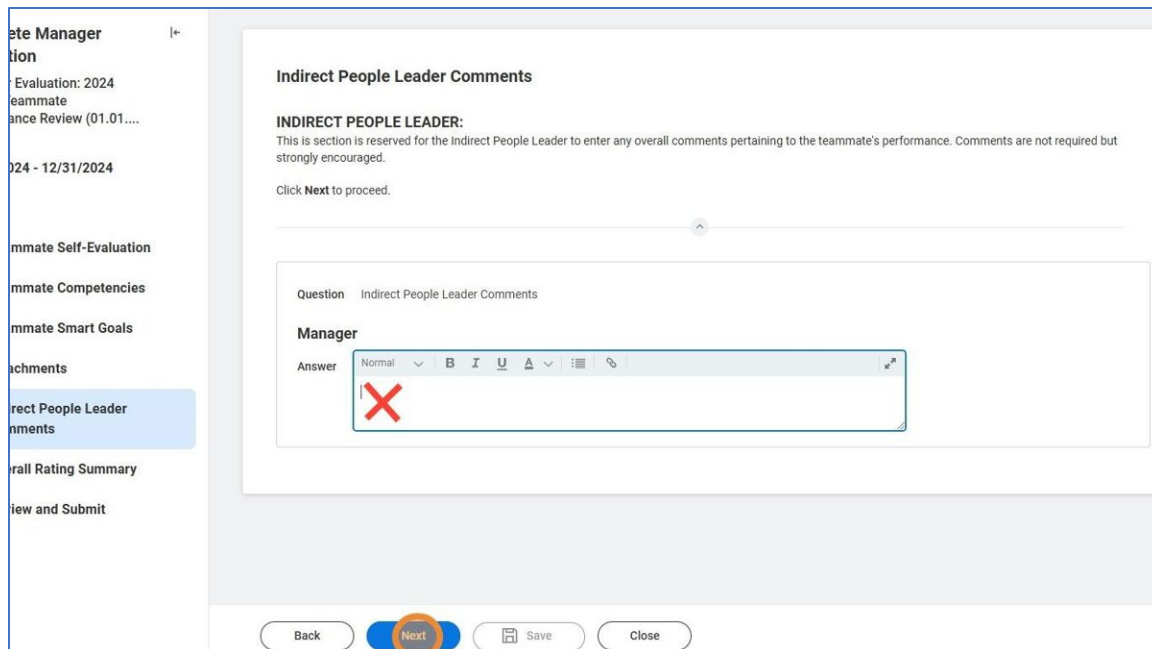 ete Manager
tion
Evaluation: 2024
eammate
ance Review (01.01....
024 - 12/31/2024
mmate Self-Evaluation
mmate Competencies
mmate Smart Goals
achments
irect People Leader
mments
erall Rating Summary
view and Submit
Indirect People Leader Comments
INDIRECT PEOPLE LEADER:
This is section is reserved for the Indirect People Leader to enter any overall comments pertaining to the teammate's performance. Comments are not required but
strongly encouraged.
Click Next to proceed.
Question Indirect People Leader Comments
Manager
Answer Normal B I U A
Back Next Save Close